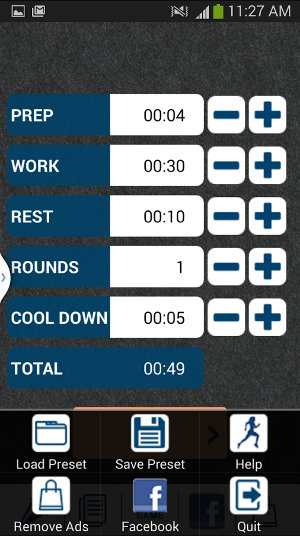 11:27 AM
PREP 00:04
WORK 00:30
REST 00:10
ROUNDS 1
COOL DOWN 00:05
TOTAL 00:49
Load Preset Save Preset Help
GAME
Remove Ads Facebook Quit